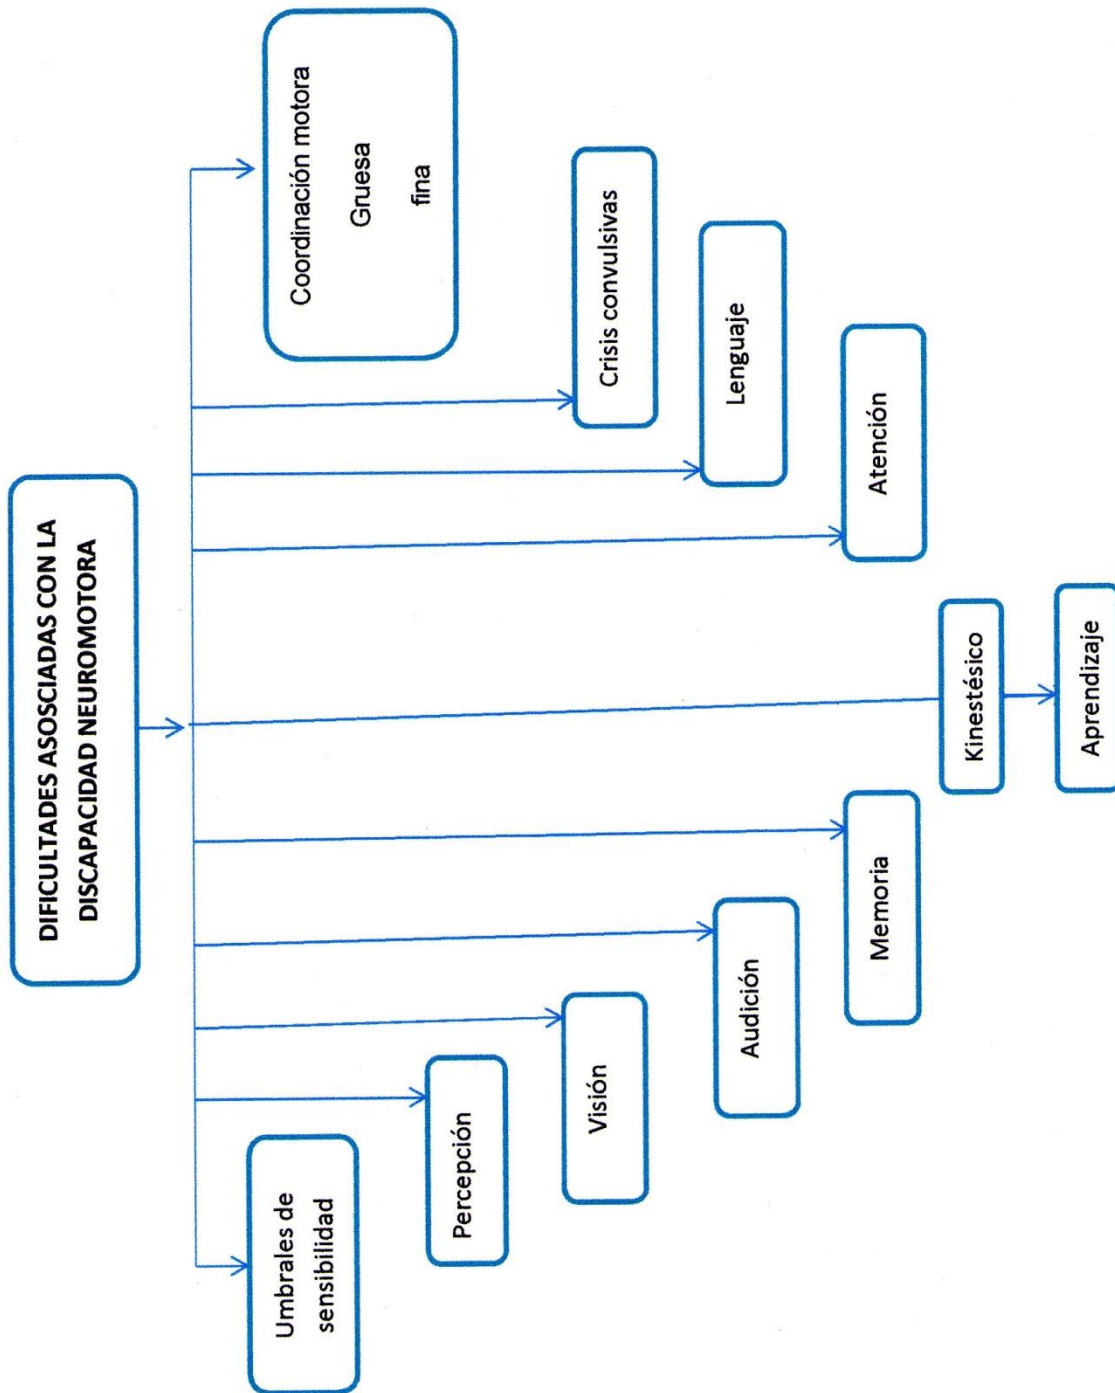 DIFICULTADES ASOSCIADAS CON LA
DISCAPACIDAD NEUROMOTORA
Umbrales de
sensibilidad
Percepción
Visión
Audición
Memoria
Kinestésico
Aprendizaje
Atención
Lenguaje
Crisis convulsivas
Coordinación motora
Gruesa
fina